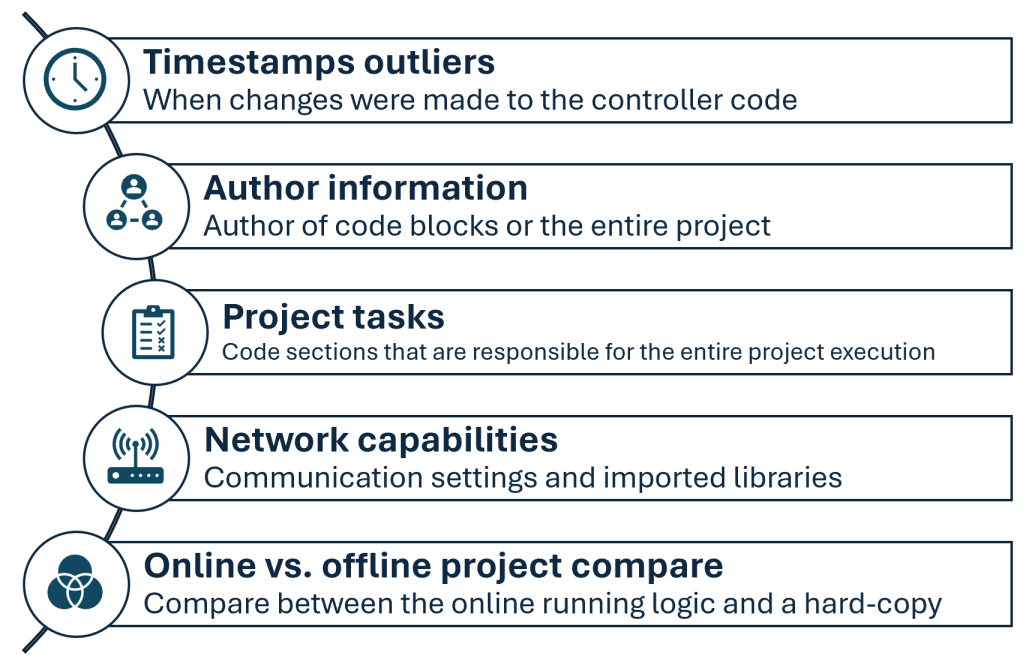 Timestamps outliers
When changes were made to the controller code
Author information
Author of code blocks or the entire project
Project tasks
Code sections that are responsible for the entire project execution
Network capabilities
Communication settings and imported libraries
Online vs. offline project compare
Compare between the online running logic and a hard-copy